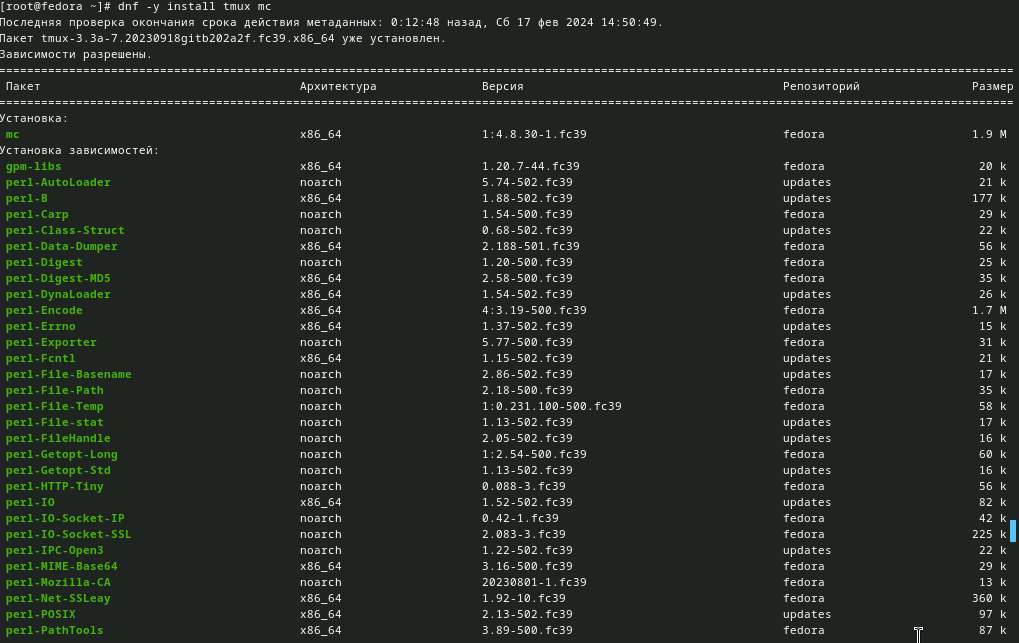 [root@fedora ~]# dnf -y install tmux mc
Последняя проверка окончания срока действия метаданных: 0:12:48 назад, Сб 17 фев 2024 14:50:49.
Пакет tmux-3.3a-7.20230918gitb202a2f.fc39.x86_64 уже установлен.
Зависимости разрешены.
================================================================================
Пакет Архитектура Версия Репозиторий Размер
================================================================================
Установка:
mc x86_64 1:4.8.30-1.fc39 fedora 1.9 M
Установка зависимостей:
gpm-libs x86_64 1.20.7-44.fc39 fedora 20 k
perl-AutoLoader noarch 5.74-502.fc39 updates 21 k
perl-B x86_64 1.88-502.fc39 updates 177 k
perl-Carp noarch 1.54-500.fc39 fedora 29 k
perl-Class-Struct noarch 0.68-502.fc39 updates 22 k
perl-Data-Dumper x86_64 2.188-501.fc39 fedora 56 k
perl-Digest noarch 1.20-500.fc39 fedora 25 k
perl-Digest-MD5 x86_64 2.58-500.fc39 fedora 35 k
perl-DynaLoader x86_64 1.54-502.fc39 updates 26 k
perl-Encode x86_64 4:3.19-500.fc39 fedora 1.7 M
perl-Errno x86_64 1.37-502.fc39 updates 15 k
perl-Exporter noarch 5.77-500.fc39 fedora 31 k
perl-Fcntl x86_64 1.15-502.fc39 updates 21 k
perl-File-Basename noarch 2.86-502.fc39 updates 17 k
perl-File-Path noarch 2.18-500.fc39 fedora 35 k
perl-File-Temp noarch 1:0.231.100-500.fc39 fedora 58 k
perl-File-stat noarch 1.13-502.fc39 updates 17 k
perl-FileHandle noarch 2.05-502.fc39 updates 16 k
perl-Getopt-Long noarch 1:2.54-500.fc39 fedora 60 k
perl-Getopt-Std noarch 1.13-502.fc39 updates 16 k
perl-HTTP-Tiny noarch 0.088-3.fc39 fedora 56 k
perl-IO x86_64 1.52-502.fc39 updates 82 k
perl-IO-Socket-IP noarch 0.42-1.fc39 fedora 42 k
perl-IO-Socket-SSL noarch 2.083-3.fc39 fedora 225 k
perl-IPC-Open3 noarch 1.22-502.fc39 updates 22 k
perl-MIME-Base64 x86_64 3.16-500.fc39 fedora 29 k
perl-Mozilla-CA noarch 20230801-1.fc39 fedora 13 k
perl-Net-SSLeay x86_64 1.92-10.fc39 fedora 360 k
perl-POSIX x86_64 2.13-502.fc39 updates 97 k
perl-PathTools x86_64 3.89-500.fc39 fedora 87 k